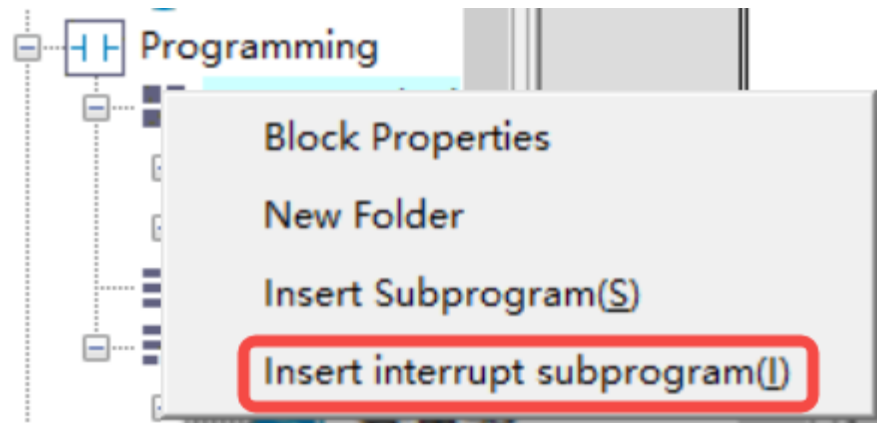 Programming
Block Properties
New Folder
Insert Subprogram(S)
Insert interrupt subprogram(I)